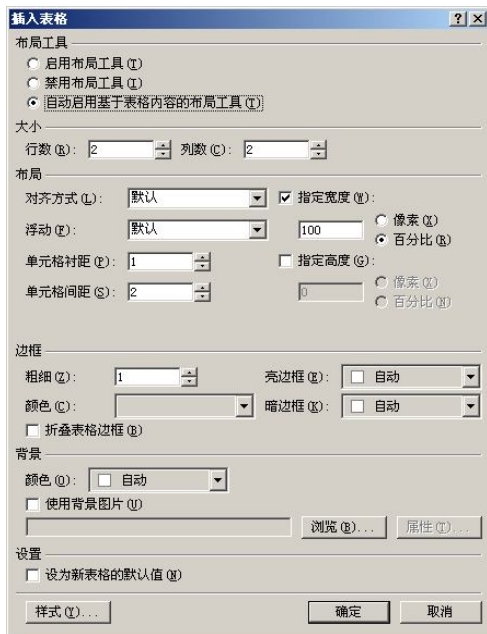 插入表格
布局工具
启用布局工具(T)
禁用布局工具(I)
自动启用基于表格内容的布局工具(T)
大小
行数(R): 2 列数(C): 2
布局
对齐方式(L): 默认 指定宽度(W):
浮动(F): 默认 100 像素(X)
百分比(R)
单元格衬距(P): 1 指定高度(G):
单元格间距(S): 2 0 像素(X)
百分比(N)
边框
粗细(Z): 1 亮边框(E): 自动
颜色(C): 暗边框(K): 自动
折叠表格边框(B)
背景
颜色(O): 自动
使用背景图片(U)
浏览(B)... 属性(T)...
设置
设为新表格的默认值(N)
样式(Y)... 确定 取消